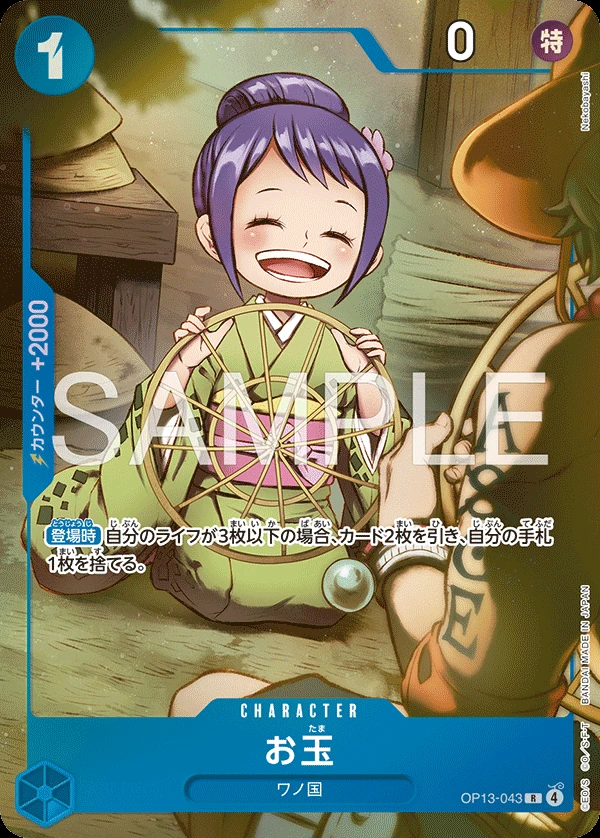 1
0
特
Nekobayashi
カウンター +2000
SAMPLE
ASCE
登場時 自分のライフが3枚以下の場合、カード2枚を引き、自分の手札
1枚を捨てる。
©E.O/S. ©O./S.・F・T BANDAI MADE IN JAPAN
CHARACTER
お玉
ワノ国
OP13-043 R 4